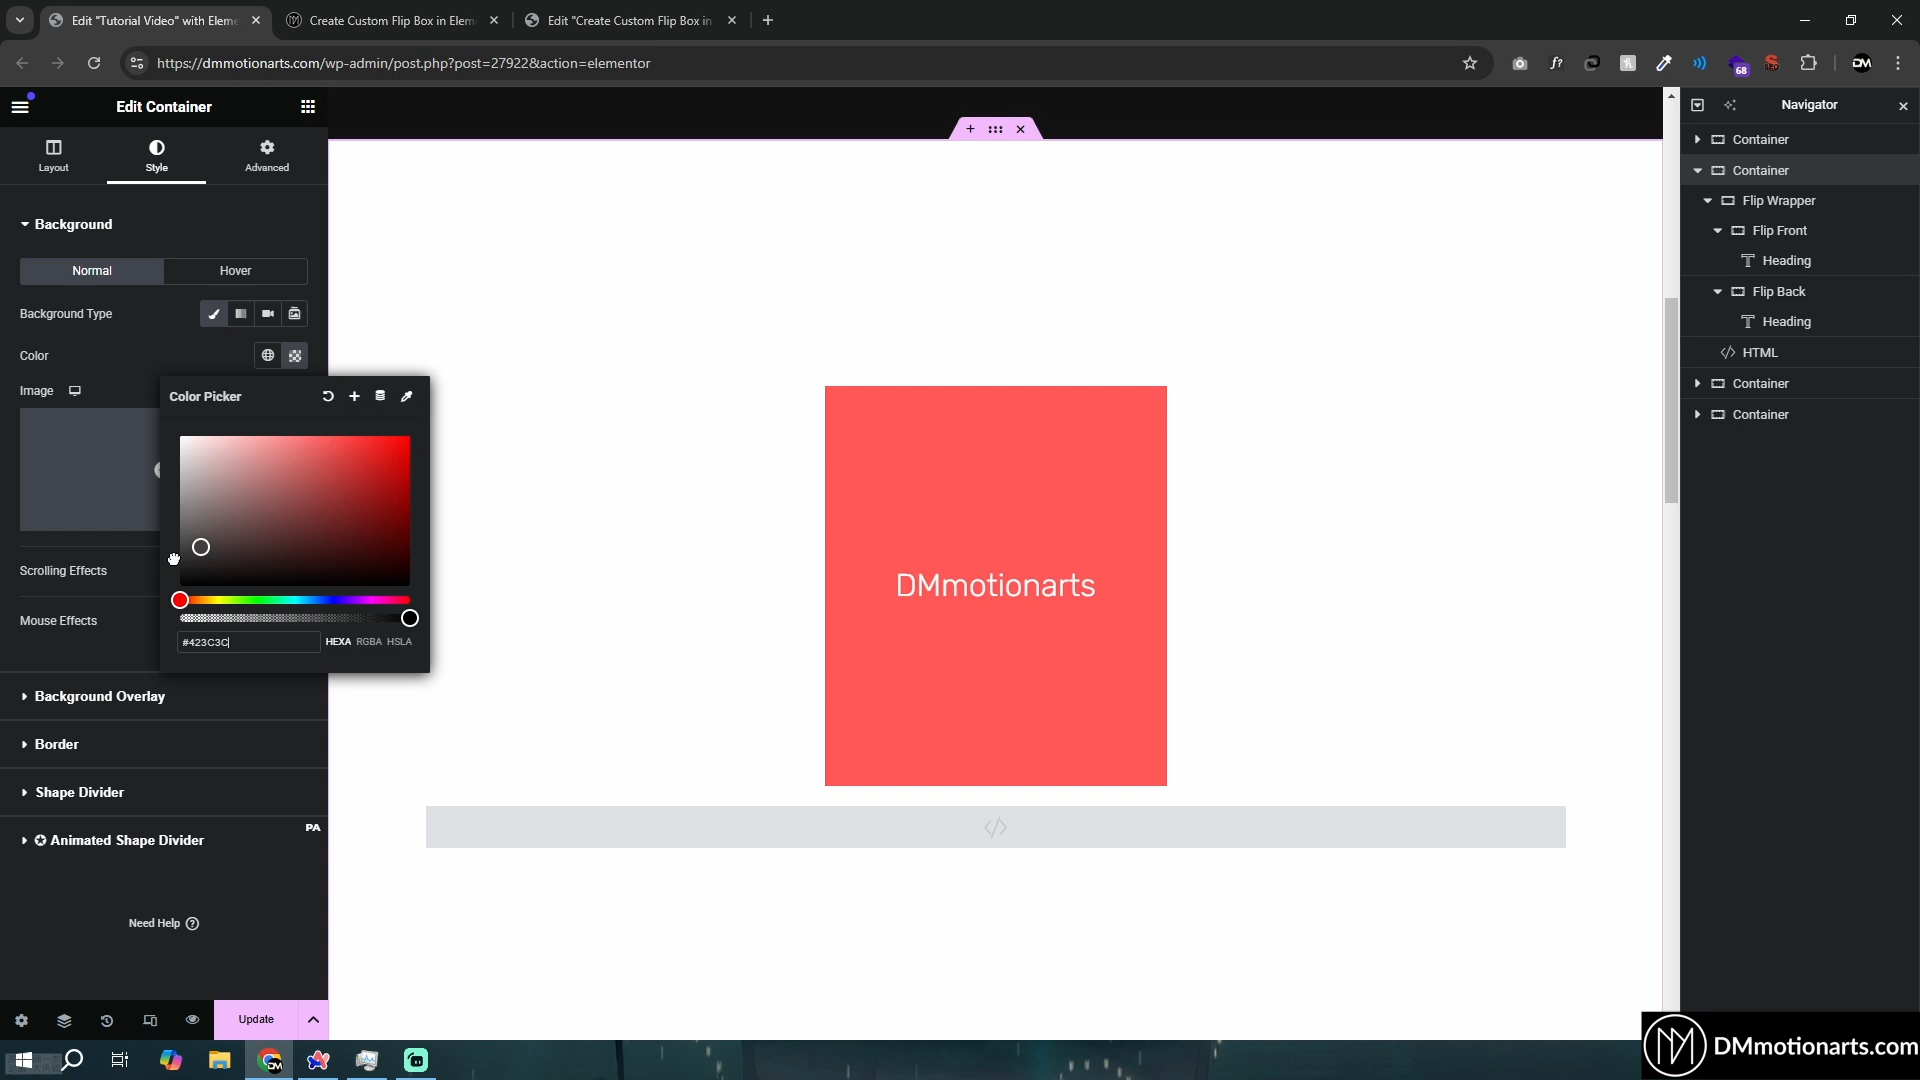 Edit "Tutorial Video" with Eleme
Create Custom Flip Box in Elem
Edit "Create Custom Flip Box in
https://dmmotionarts.com/wp-admin/post.php?post=27922&action=elementor
f?
68
SEO
DM
Edit Container
Layout
Style
Advanced
Background
Normal
Hover
Background Type
Color
Image
Color Picker
Scrolling Effects
Mouse Effects
#423C3C
HEXA
RGBA
HSLA
Background Overlay
Border
Shape Divider
PA
Animated Shape Divider
Need Help
Update
DMmotionarts
Navigator
Container
Container
Flip Wrapper
Flip Front
Heading
Flip Back
Heading
HTML
Container
Container
DMmotionarts.com